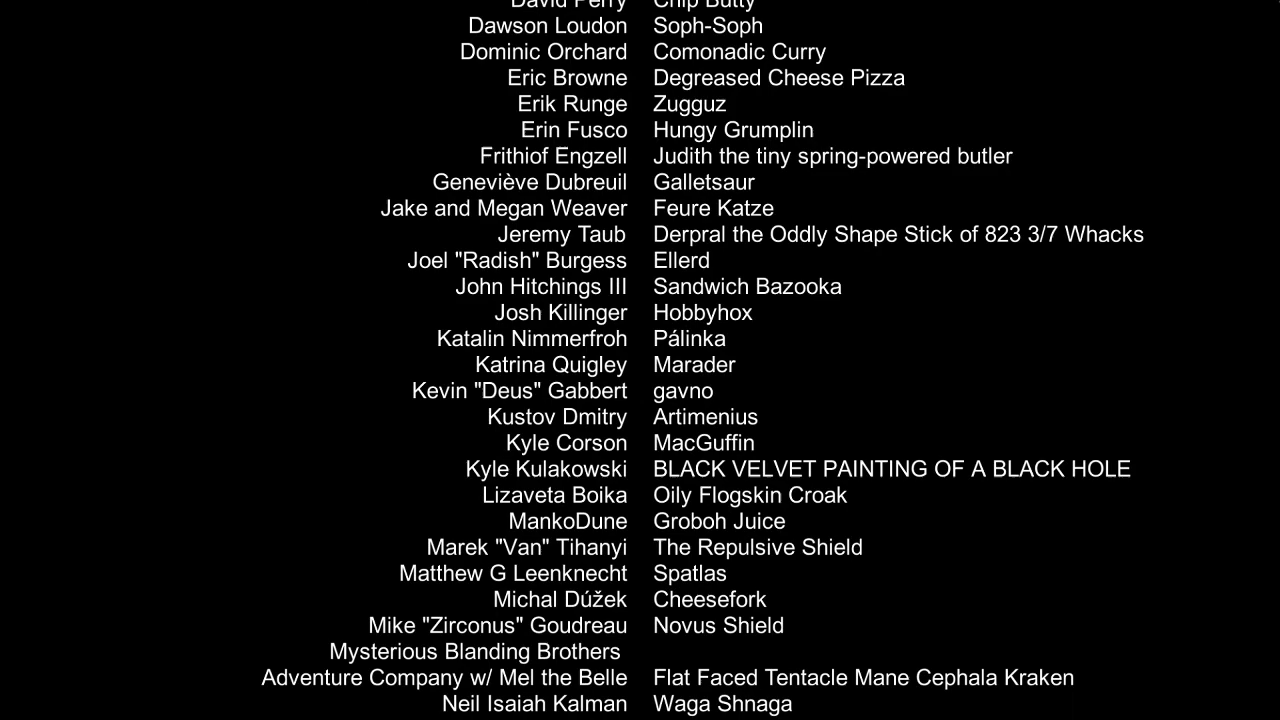 David Perry Chip Butty
Dawson Loudon Soph-Soph
Dominic Orchard Comonadic Curry
Eric Browne Degreased Cheese Pizza
Erik Runge Zugguz
Erin Fusco Hungy Grumplin
Frithiof Engzell Judith the tiny spring-powered butler
Geneviève Dubreuil Galletsaur
Jake and Megan Weaver Feure Katze
Jeremy Taub Derpral the Oddly Shape Stick of 823 3/7 Whacks
Joel "Radish" Burgess Ellerd
John Hitchings III Sandwich Bazooka
Josh Killinger Hobbyhox
Katalin Nimmerfroh Pálinka
Katrina Quigley Marader
Kevin "Deus" Gabbert gavno
Kustov Dmitry Artimenius
Kyle Corson MacGuffin
Kyle Kulakowski BLACK VELVET PAINTING OF A BLACK HOLE
Lizaveta Boika Oily Flogskin Croak
MankoDune Groboh Juice
Marek "Van" Tihanyi The Repulsive Shield
Matthew G Leenknecht Spatlas
Michal Dúžek Cheesefork
Mike "Zirconus" Goudreau Novus Shield
Mysterious Blanding Brothers
Adventure Company w/ Mel the Belle Flat Faced Tentacle Mane Cephala Kraken
Neil Isaiah Kalman Waga Shnaga